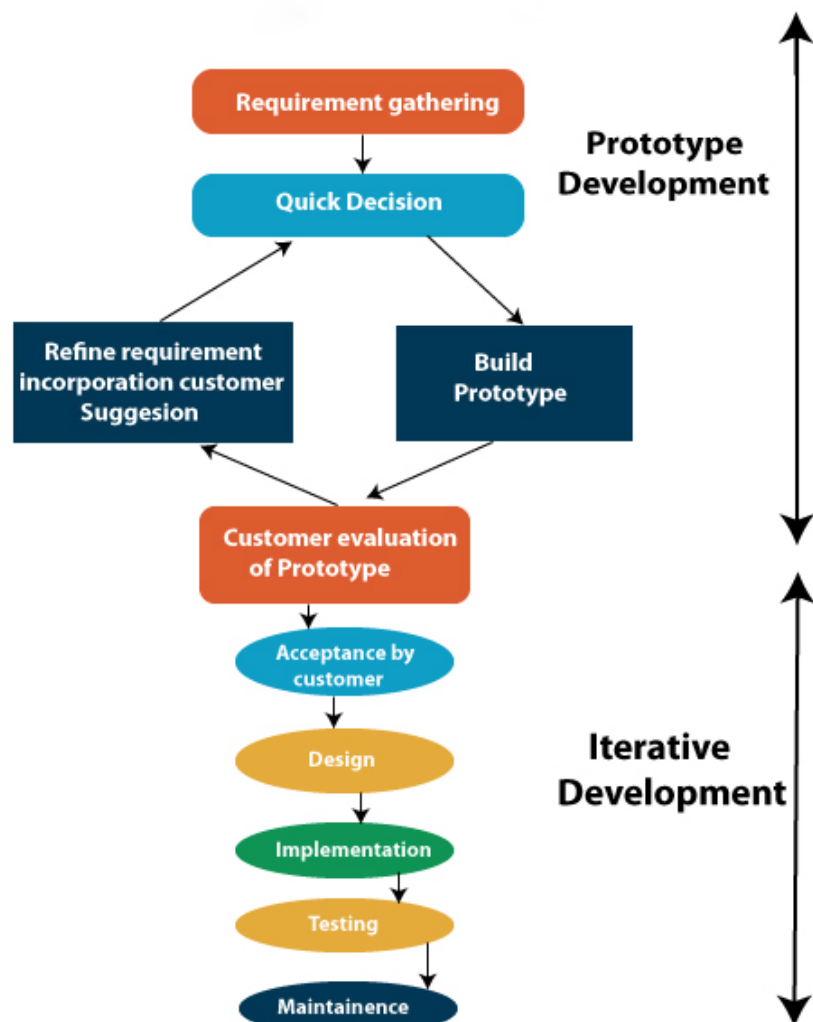 Requirement gathering
Prototype
Development
Quick Decision
Refine requirement
incorporation customer
Suggesion
Build
Prototype
Customer evaluation
of Prototype
Acceptance by
customer
Iterative
Development
Design
Implementation
Testing
Maintainence